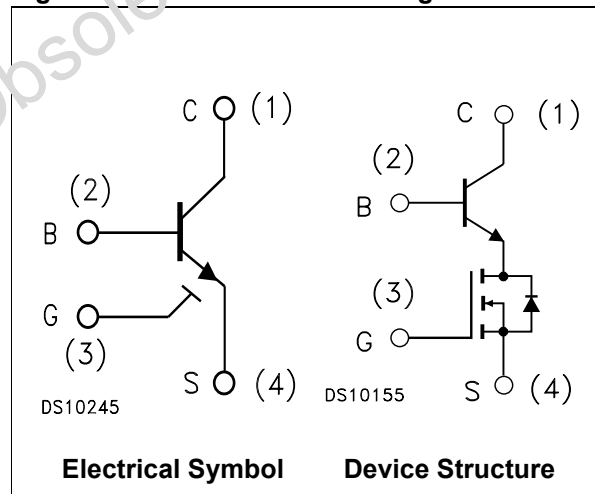 C (1)
(2)
B
G
(3)
S (4)
DS10245
Electrical Symbol
C (1)
(2)
B
(3)
G
S (4)
DS10155
Device Structure